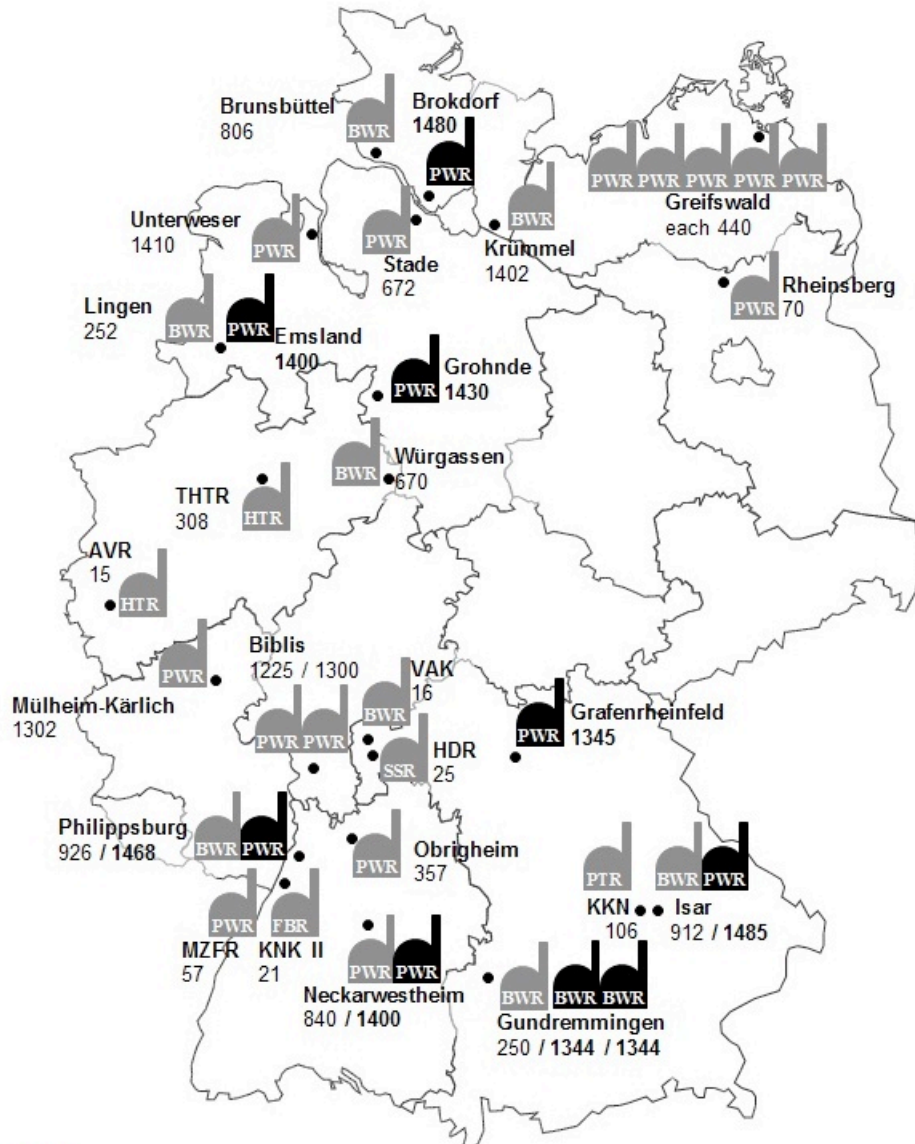 Brunsbüttel
806
BWR
Brokdorf
1480
PWR
PWR PWR PWR PWR PWR
Greifswald
each 440
Unterweser
1410
PWR
PWR
Stade
672
BWR
Krümmel
1402
PWR
Rheinsberg
70
Lingen
252
BWR
PWR
Emsland
1400
PWR
Grohnde
1430
BWR
Würgassen
670
THTR
308
HTR
AVR
15
HTR
PWR
Mülheim-Kärlich
1302
Biblis
1225 / 1300
PWR PWR
VAK
16
BWR
SSR
HDR
25
PWR
Grafenrheinfeld
1345
Philippsburg
926 / 1468
BWR PWR
PWR
Obrigheim
357
PTR
KKN
106
BWR PWR
Isar
912 / 1485
PWR
MZFR
57
FBR
KNK II
21
PWR PWR
Neckarwestheim
840 / 1400
BWR BWR BWR
Gundremmingen
250 / 1344 / 1344